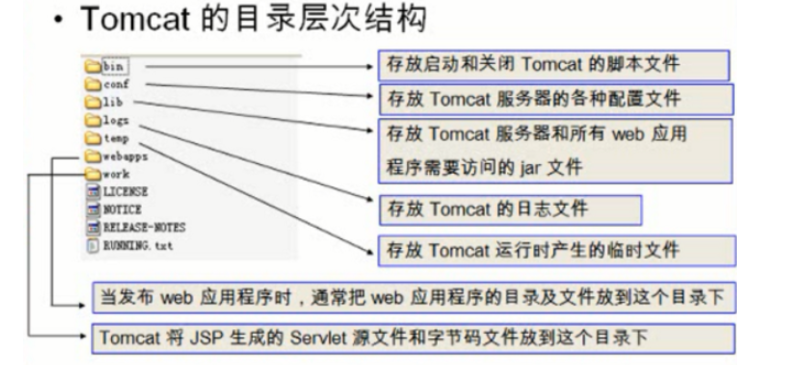 • Tomcat 的目录层次结构
bin
存放启动和关闭 Tomcat 的脚本文件
conf
存放 Tomcat 服务器的各种配置文件
lib
存放 Tomcat 服务器和所有 web 应用
程序需要访问的 jar 文件
logs
存放 Tomcat 的日志文件
temp
存放 Tomcat 运行时产生的临时文件
webapps
work
LICENSE
NOTICE
RELEASE-NOTES
RUNNING.txt
当发布 web 应用程序时，通常把 web 应用程序的目录及文件放到这个目录下
Tomcat 将 JSP 生成的 Servlet 源文件和字节码文件放到这个目录下